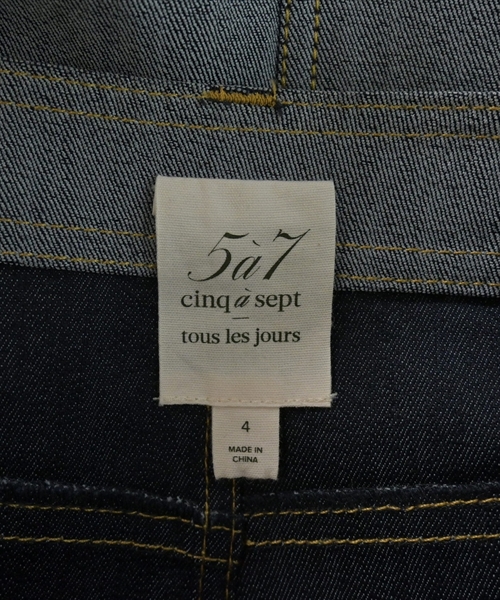 5à7
cinq à sept
tous les jours
4
MADE IN
CHINA